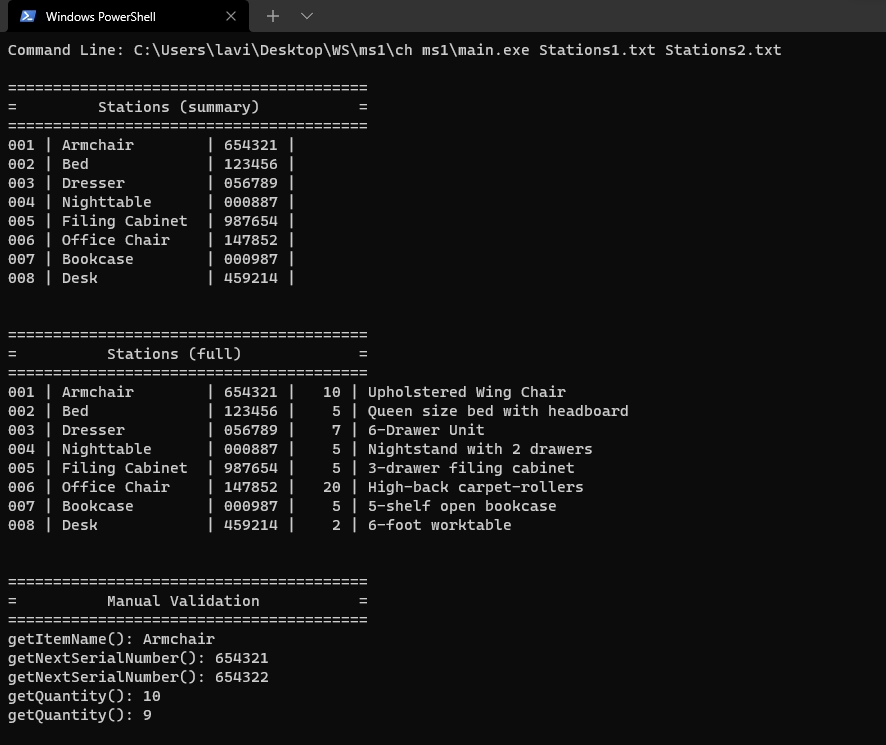 Windows PowerShell
Command Line: C:\Users\lavi\Desktop\WS\ms1\ch ms1\main.exe Stations1.txt Stations2.txt
========================================
=         Stations (summary)           =
========================================
001 | Armchair        | 654321 |
002 | Bed             | 123456 |
003 | Dresser         | 056789 |
004 | Nighttable      | 000887 |
005 | Filing Cabinet  | 987654 |
006 | Office Chair    | 147852 |
007 | Bookcase        | 000987 |
008 | Desk            | 459214 |
========================================
=          Stations (full)             =
========================================
001 | Armchair        | 654321 |   10 | Upholstered Wing Chair
002 | Bed             | 123456 |    5 | Queen size bed with headboard
003 | Dresser         | 056789 |    7 | 6-Drawer Unit
004 | Nighttable      | 000887 |    5 | Nightstand with 2 drawers
005 | Filing Cabinet  | 987654 |    5 | 3-drawer filing cabinet
006 | Office Chair    | 147852 |   20 | High-back carpet-rollers
007 | Bookcase        | 000987 |    5 | 5-shelf open bookcase
008 | Desk            | 459214 |    2 | 6-foot worktable
========================================
=          Manual Validation           =
========================================
getItemName(): Armchair
getNextSerialNumber(): 654321
getNextSerialNumber(): 654322
getQuantity(): 10
getQuantity(): 9